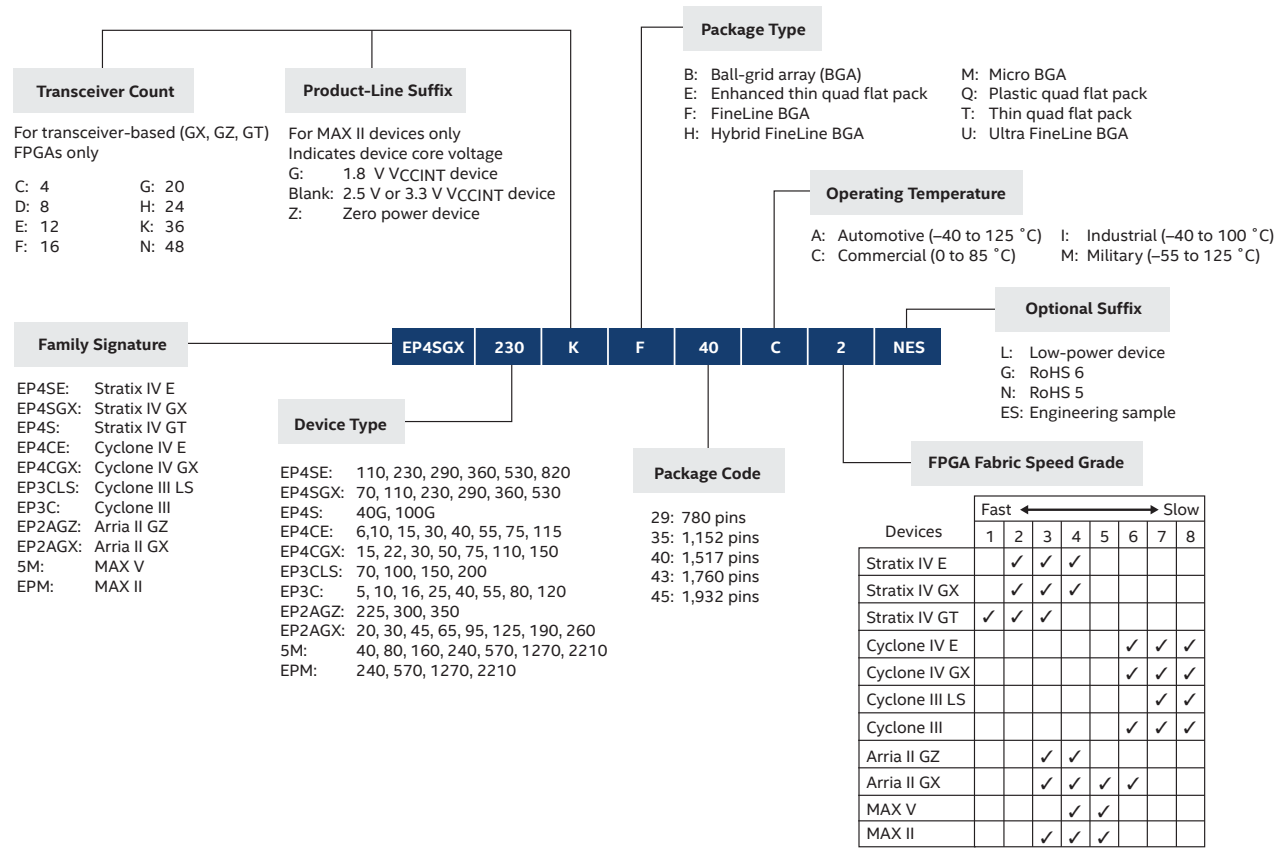 Package Type
B: Ball-grid array (BGA)
E: Enhanced thin quad flat pack
F: FineLine BGA
H: Hybrid FineLine BGA
M: Micro BGA
Q: Plastic quad flat pack
T: Thin quad flat pack
U: Ultra FineLine BGA
Transceiver Count
For transceiver-based (GX, GZ, GT)
FPGAs only
C: 4
D: 8
E: 12
F: 16
G: 20
H: 24
K: 36
N: 48
Product-Line Suffix
For MAX II devices only
Indicates device core voltage
G: 1.8 V VCCINT device
Blank: 2.5 V or 3.3 V VCCINT device
Z: Zero power device
Operating Temperature
A: Automotive (–40 to 125 ˚C)
C: Commercial (0 to 85 ˚C)
I: Industrial (–40 to 100 ˚C)
M: Military (–55 to 125 ˚C)
Optional Suffix
L: Low-power device
G: RoHS 6
N: RoHS 5
ES: Engineering sample
EP4SGX 230 K F 40 C 2 NES
Family Signature
EP4SE: Stratix IV E
EP4SGX: Stratix IV GX
EP4S: Stratix IV GT
EP4CE: Cyclone IV E
EP4CGX: Cyclone IV GX
EP3CLS: Cyclone III LS
EP3C: Cyclone III
EP2AGZ: Arria II GZ
EP2AGX: Arria II GX
5M: MAX V
EPM: MAX II
Device Type
EP4SE: 110, 230, 290, 360, 530, 820
EP4SGX: 70, 110, 230, 290, 360, 530
EP4S: 40G, 100G
EP4CE: 6,10, 15, 30, 40, 55, 75, 115
EP4CGX: 15, 22, 30, 50, 75, 110, 150
EP3CLS: 70, 100, 150, 200
EP3C: 5, 10, 16, 25, 40, 55, 80, 120
EP2AGZ: 225, 300, 350
EP2AGX: 20, 30, 45, 65, 95, 125, 190, 260
5M: 40, 80, 160, 240, 570, 1270, 2210
EPM: 240, 570, 1270, 2210
Package Code
29: 780 pins
35: 1,152 pins
40: 1,517 pins
43: 1,760 pins
45: 1,932 pins
FPGA Fabric Speed Grade
Fast Slow
Devices 1 2 3 4 5 6 7 8
Stratix IV E ✓ ✓ ✓
Stratix IV GX ✓ ✓ ✓
Stratix IV GT ✓ ✓ ✓
Cyclone IV E ✓ ✓ ✓
Cyclone IV GX ✓ ✓ ✓
Cyclone III LS ✓ ✓
Cyclone III ✓ ✓ ✓
Arria II GZ ✓ ✓
Arria II GX ✓ ✓ ✓ ✓
MAX V ✓ ✓
MAX II ✓ ✓ ✓